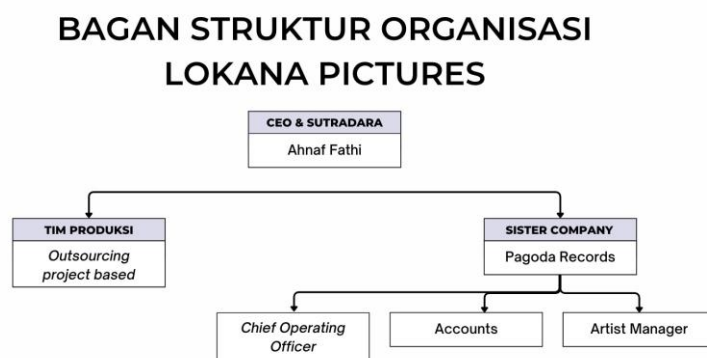 BAGAN STRUKTUR ORGANISASI
LOKANA PICTURES
CEO & SUTRADARA
Ahnaf Fathi
TIM PRODUKSI
Outsourcing
project based
SISTER COMPANY
Pagoda Records
Chief Operating
Officer
Accounts
Artist Manager